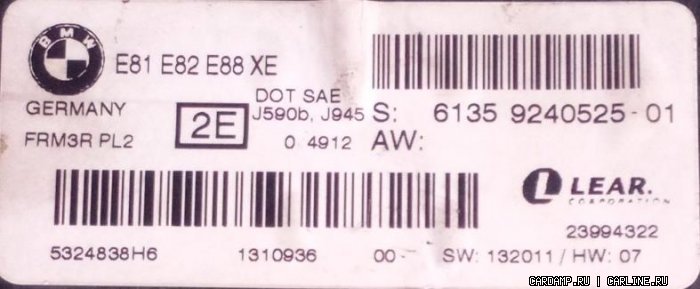 BMW
E81 E82 E88 XE
GERMANY
FRM3R PL2
2E
DOT SAE
J590b, J945
0 4912
S: 6135 9240525-01
AW:
LEAR.
CORPORATION
23994322
5324838H6 1310936 00- SW: 132011 / HW: 07
CARDAMP.RU | CARLINE.RU